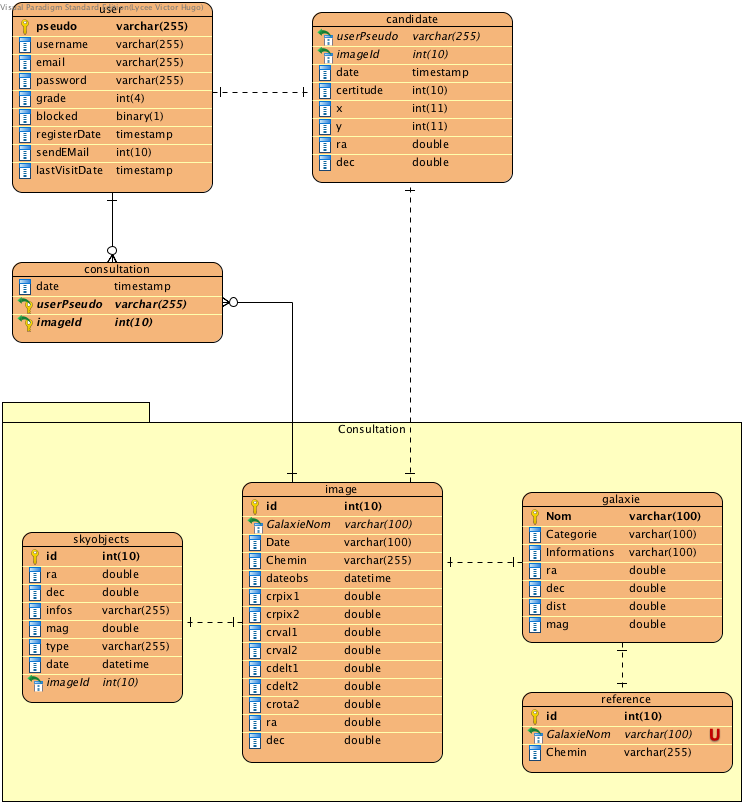 Visual Paradigm Standard Edition(Lycee Victor Hugo)
user
pseudo varchar(255)
username varchar(255)
email varchar(255)
password varchar(255)
grade int(4)
blocked binary(1)
registerDate timestamp
sendEMail int(10)
lastVisitDate timestamp
candidate
userPseudo varchar(255)
imageId int(10)
date timestamp
certitude int(10)
x int(11)
y int(11)
ra double
dec double
consultation
date timestamp
userPseudo varchar(255)
imageId int(10)
Consultation
skyobjects
id int(10)
ra double
dec double
infos varchar(255)
mag double
type varchar(255)
date datetime
imageId int(10)
image
id int(10)
GalaxieNom varchar(100)
Date varchar(100)
Chemin varchar(255)
dateobs datetime
crpix1 double
crpix2 double
crval1 double
crval2 double
cdelt1 double
cdelt2 double
crota2 double
ra double
dec double
galaxie
Nom varchar(100)
Categorie varchar(100)
Informations varchar(100)
ra double
dec double
dist double
mag double
reference
id int(10)
GalaxieNom varchar(100) U
Chemin varchar(255)